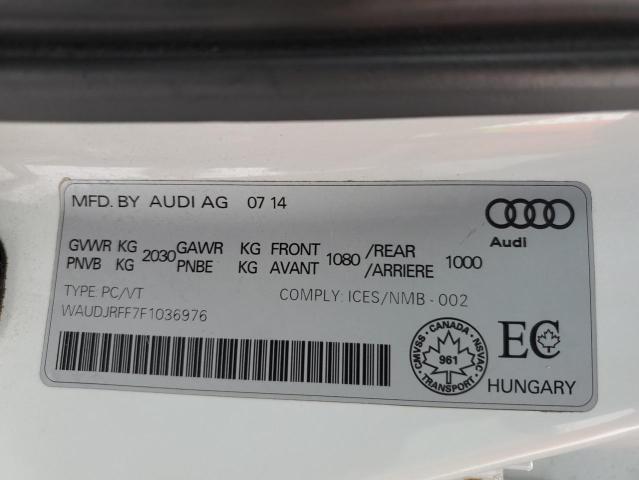 MFD. BY AUDI AG 07 14
Audi
GVWR KG 2030 GAWR KG FRONT 1080 /REAR 1000
PNVB KG PNBE KG AVANT /ARRIERE
TYPE: PC/VT COMPLY: ICES/NMB - 002
WAUDJRFF7F1036976
CMVSS - CANADA - NSVAC
961
TRANSPORT
EC
HUNGARY